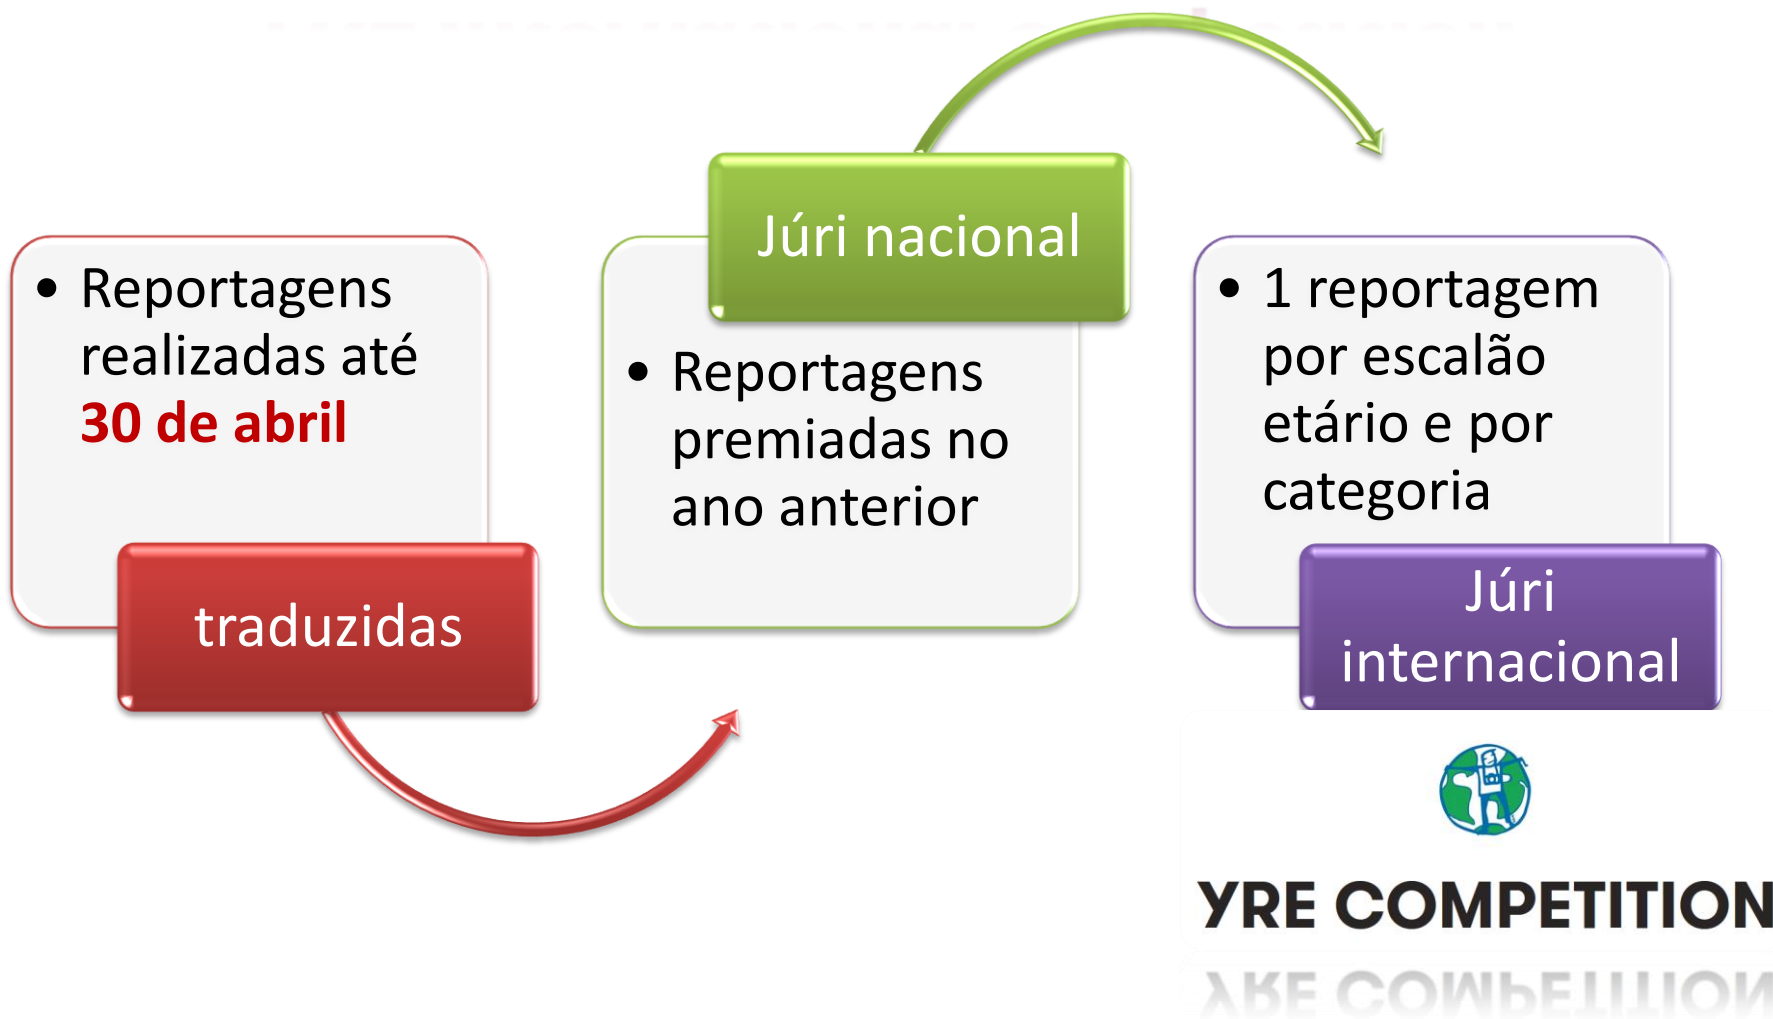 • Reportagens
realizadas até
30 de abril
traduzidas
Júri nacional
• Reportagens
premiadas no
ano anterior
• 1 reportagem
por escalão
etário e por
categoria
Júri
internacional
YRE COMPETITION